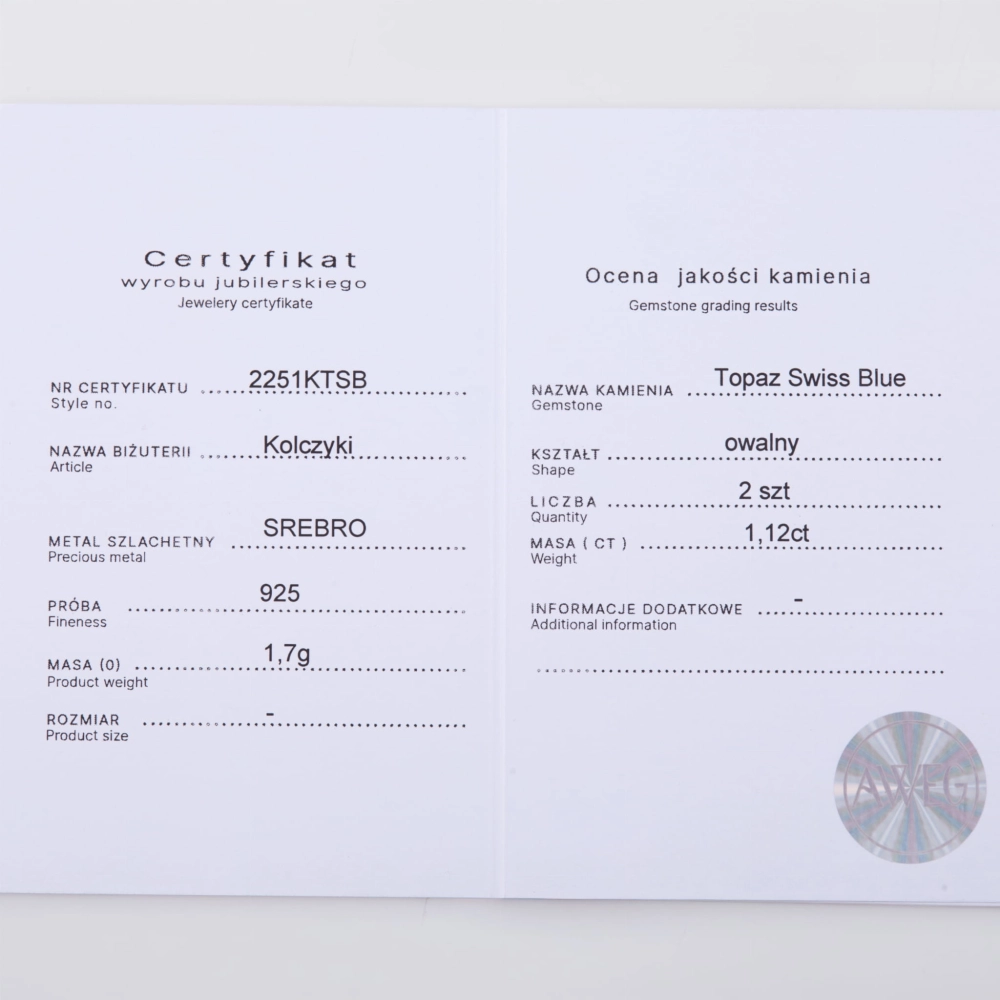 Certyfikat
wyrobu jubilerskiego
Jewelery certyfikate
NR CERTYFIKATU 2251KTSB
Style no.
NAZWA BIŻUTERII Kolczyki
Article
METAL SZLACHETNY SREBRO
Precious metal
PRÓBA 925
Fineness
MASA (0) 1,7g
Product weight
ROZMIAR -
Product size
Ocena jakości kamienia
Gemstone grading results
NAZWA KAMIENIA Topaz Swiss Blue
Gemstone
KSZTAŁT owalny
Shape
LICZBA 2 szt
Quantity
MASA ( CT ) 1,12ct
Weight
INFORMACJE DODATKOWE -
Additional information
AWEG